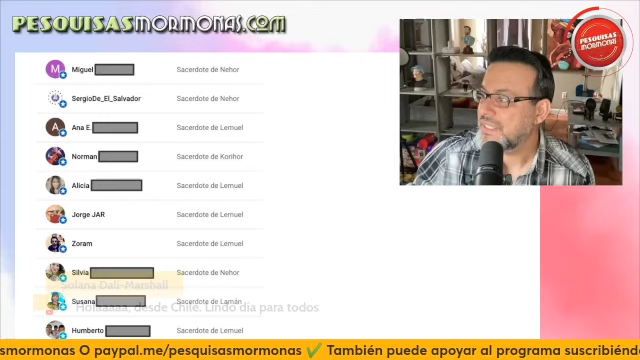 PESQUISASMORMONAS.COM
PESQUISAS
MORMONAS
M Miguel Sacerdote de Nehor
SergioDe_El_Salvador Sacerdote de Nehor
A Ana E. Sacerdote de Lemuel
Norman Sacerdote de Korihor
Alicia Sacerdote de Lemuel
Jorge JAR Sacerdote de Lemuel
Zoram Sacerdote de Lemuel
Silvia Sacerdote de Nehor
Solana Dali-Marshall
Susana Sacerdote de Lamán
Holaaaaa, desde Chile. Lindo día para todos
Humberto Sacerdote de Lemuel
smormonas O paypal.me/pesquisasmormonas ✔ También puede apoyar al programa suscribiénd